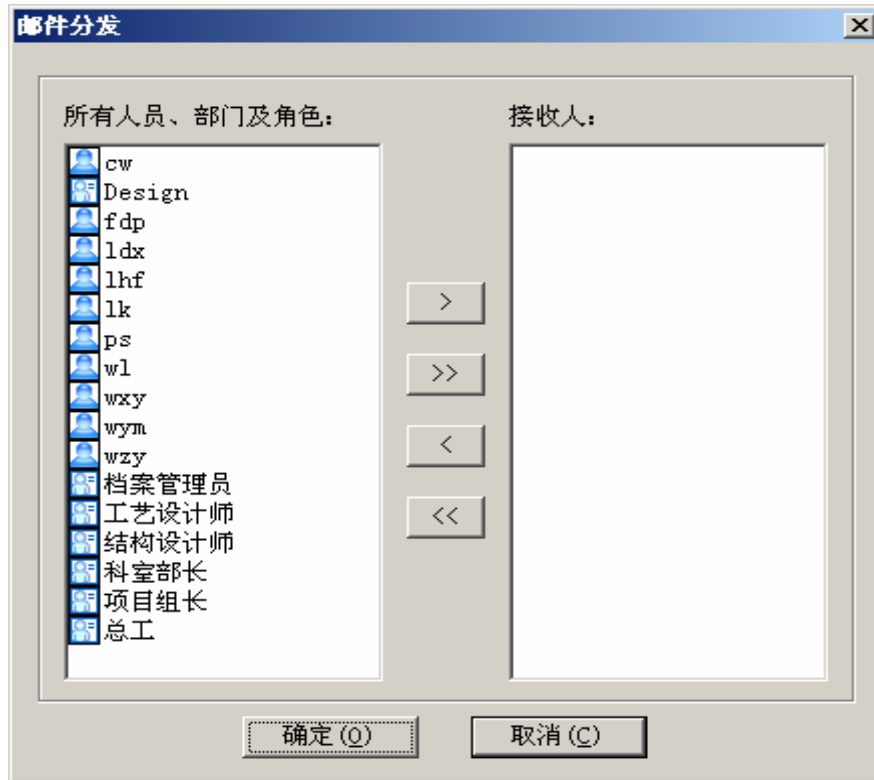 邮件分发
所有人员、部门及角色:
接收人:
cw
Design
fdp
ldx
lhf
lk
ps
wl
wxy
wym
wzy
档案管理员
工艺设计师
结构设计师
科室部长
项目组长
总工
>
>>
<
<<
确定(O)
取消(C)